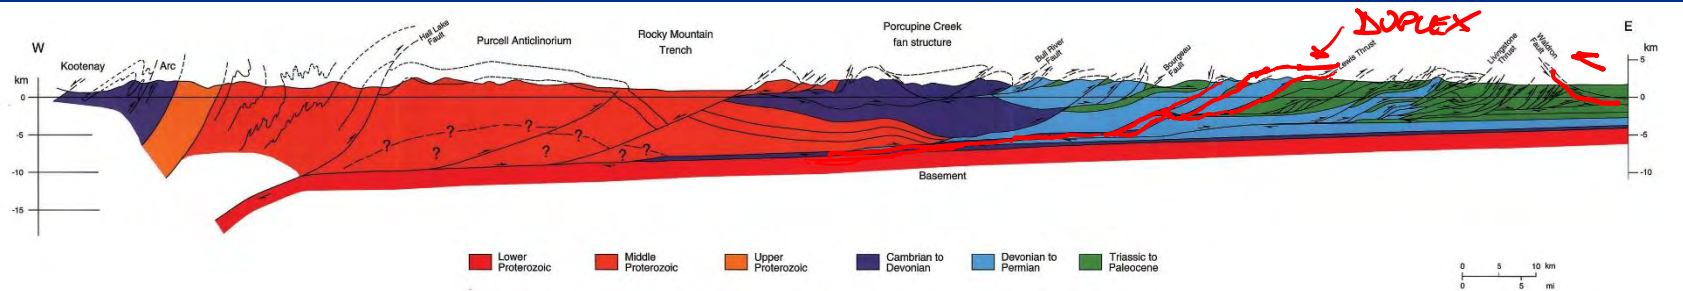 DUPLEX
W
E
Kootenay
Arc
Hall Lake
Fault
Purcell Anticlinorium
Rocky Mountain
Trench
Porcupine Creek
fan structure
Bull River
Fault
Bourgeau
Fault
Lewis Thrust
Livingstone
Thrust
Waldron
Fault
km
0
-5
-10
-15
km
5
0
-5
-10
? ? ? ? ? ? ?
Basement
Lower
Proterozoic
Middle
Proterozoic
Upper
Proterozoic
Cambrian to
Devonian
Devonian to
Permian
Triassic to
Paleocene
0 5 10 km
0 5 mi